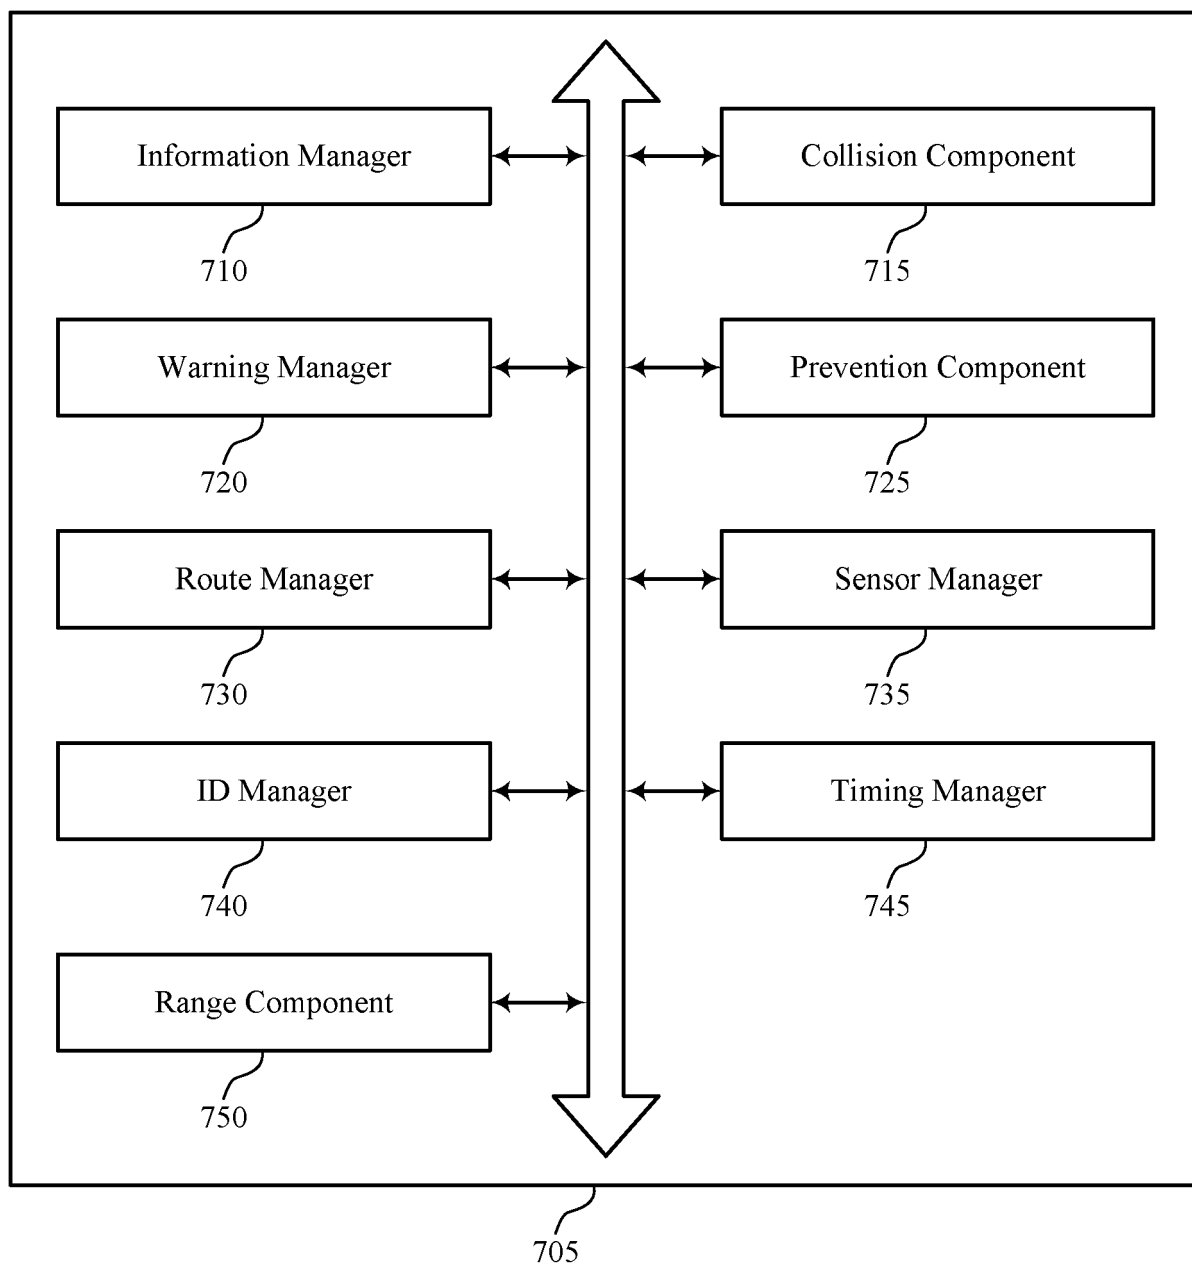 Information Manager
Collision Component
710
715
Warning Manager
Prevention Component
720
725
Route Manager
Sensor Manager
730
735
ID Manager
Timing Manager
740
745
Range Component
750
705